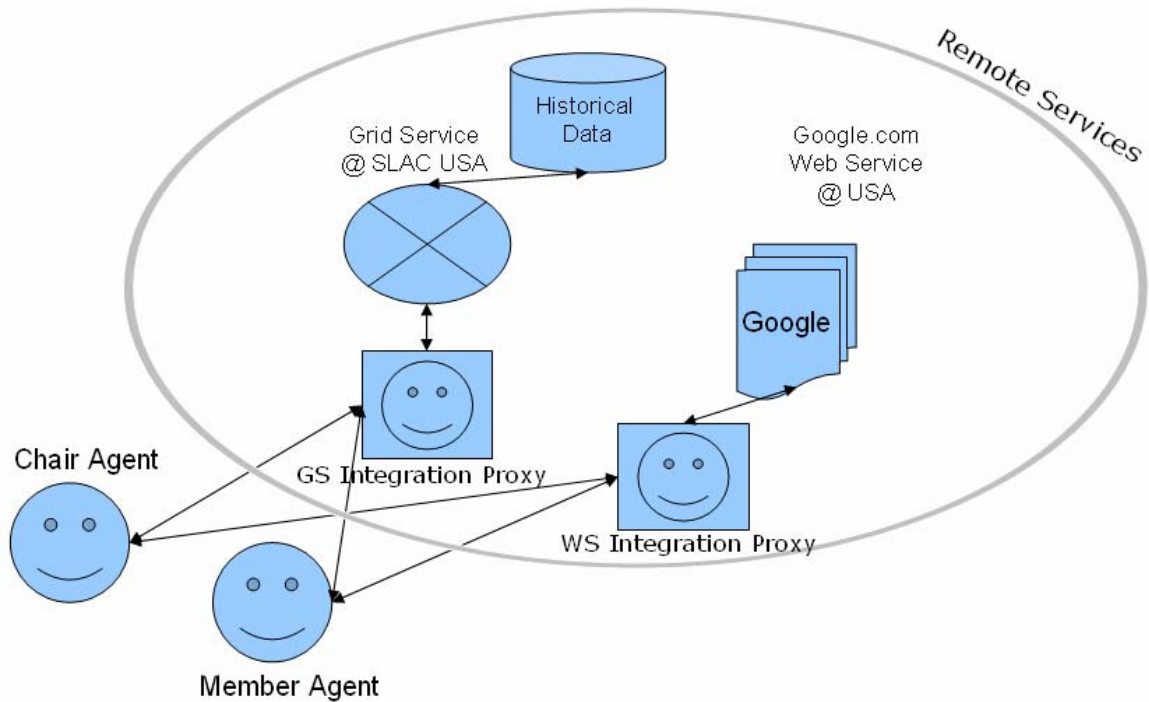 Remote Services
Historical
Data
Grid Service
@ SLAC USA
Google.com
Web Service
@ USA
Google
Chair Agent
GS Integration Proxy
WS Integration Proxy
Member Agent